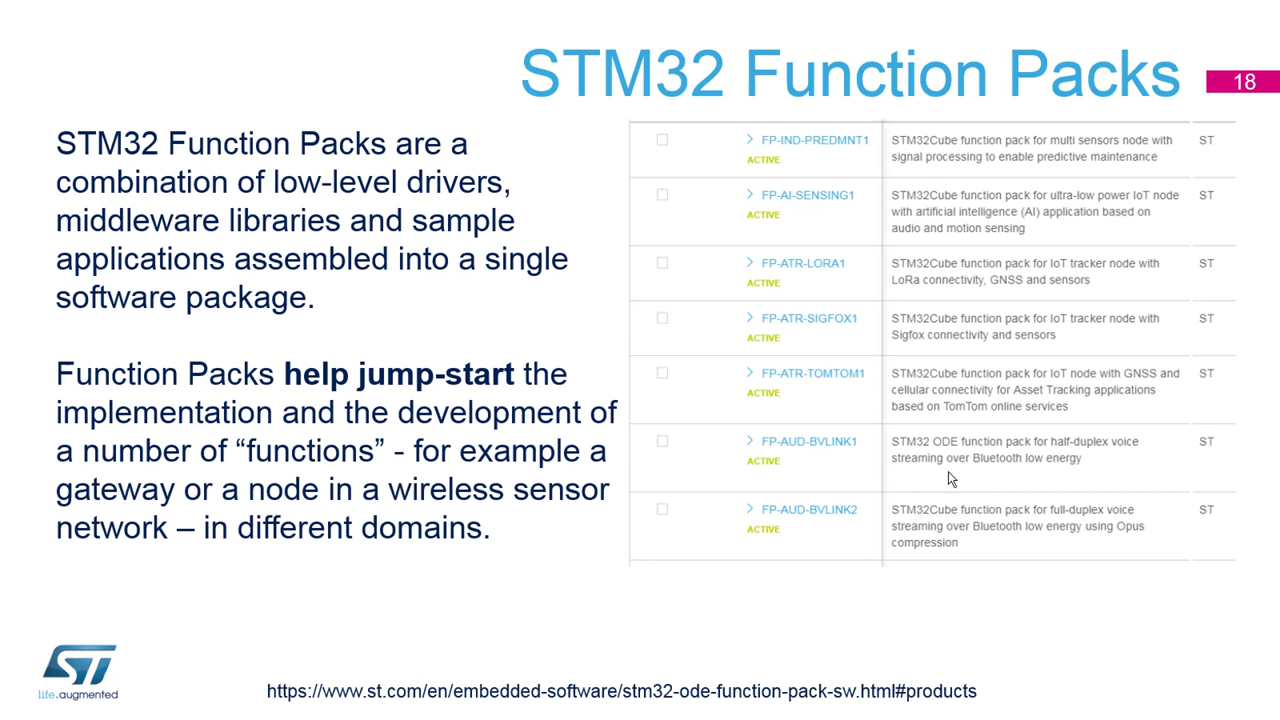 STM32 Function Packs
18
STM32 Function Packs are a
combination of low-level drivers,
middleware libraries and sample
applications assembled into a single
software package.
Function Packs help jump-start the
implementation and the development of
a number of “functions” - for example a
gateway or a node in a wireless sensor
network – in different domains.
FP-IND-PREDMNT1
ACTIVE
STM32Cube function pack for multi sensors node with
signal processing to enable predictive maintenance
ST
FP-AI-SENSING1
ACTIVE
STM32Cube function pack for ultra-low power IoT node
with artificial intelligence (AI) application based on
audio and motion sensing
ST
FP-ATR-LORA1
ACTIVE
STM32Cube function pack for IoT tracker node with
LoRa connectivity, GNSS and sensors
ST
FP-ATR-SIGFOX1
ACTIVE
STM32Cube function pack for IoT tracker node with
Sigfox connectivity and sensors
ST
FP-ATR-TOMTOM1
ACTIVE
STM32Cube function pack for IoT node with GNSS and
cellular connectivity for Asset Tracking applications
based on TomTom online services
ST
FP-AUD-BVLINK1
ACTIVE
STM32 ODE function pack for half-duplex voice
streaming over Bluetooth low energy
ST
FP-AUD-BVLINK2
ACTIVE
STM32Cube function pack for full-duplex voice
streaming over Bluetooth low energy using Opus
compression
ST
ST
life.augmented
https://www.st.com/en/embedded-software/stm32-ode-function-pack-sw.html#products